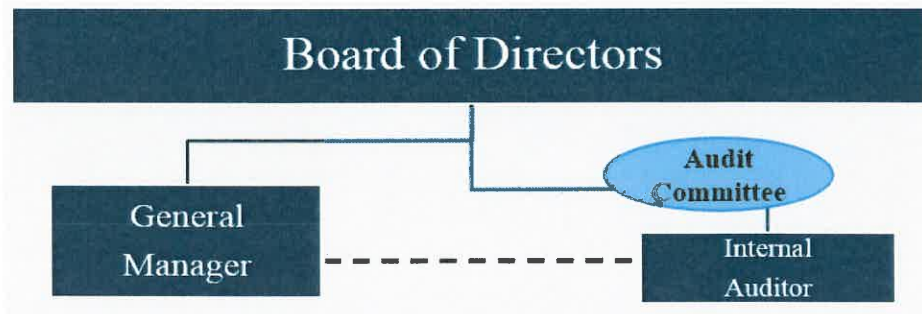 Board of Directors
Audit
Committee
General
Manager
Internal
Auditor